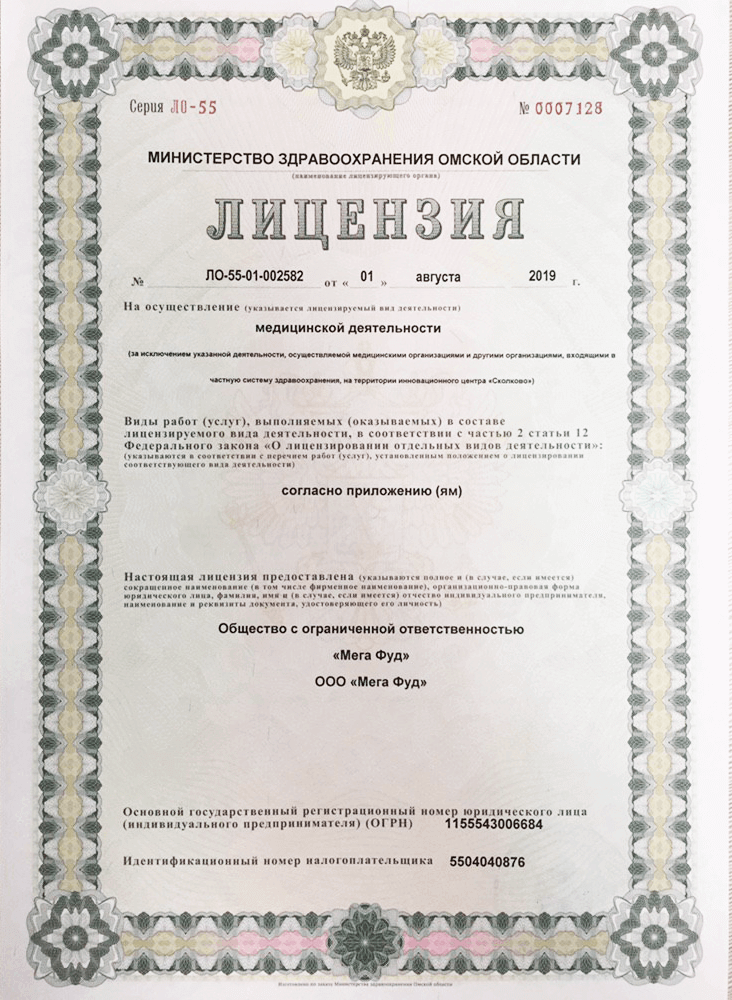 Серия ЛО-55
№ 0007128
МИНИСТЕРСТВО ЗДРАВООХРАНЕНИЯ ОМСКОЙ ОБЛАСТИ
(наименование лицензирующего органа)
ЛИЦЕНЗИЯ
№ ЛО-55-01-002582 от « 01 » августа 2019 г.
На осуществление (указывается лицензируемый вид деятельности)
медицинской деятельности
(за исключением указанной деятельности, осуществляемой медицинскими организациями и другими организациями, входящими в
частную систему здравоохранения, на территории инновационного центра «Сколково»)
Виды работ (услуг), выполняемых (оказываемых) в составе
лицензируемого вида деятельности, в соответствии с частью 2 статьи 12
Федерального закона «О лицензировании отдельных видов деятельности»:
(указываются в соответствии с перечнем работ (услуг), установленным положением о лицензировании
соответствующего вида деятельности)
согласно приложению (ям)
Настоящая лицензия предоставлена (указываются полное и (в случае, если имеется)
сокращенное наименование (в том числе фирменное наименование), организационно-правовая форма
юридического лица, фамилия, имя и (в случае, если имеется) отчество индивидуального предпринимателя,
наименование и реквизиты документа, удостоверяющего его личность)
Общество с ограниченной ответственностью
«Мега Фуд»
ООО «Мега Фуд»
Основной государственный регистрационный номер юридического лица
(индивидуального предпринимателя) (ОГРН) 1155543006684
Идентификационный номер налогоплательщика 5504040876
Изготовлено по заказу Министерства здравоохранения Омской области